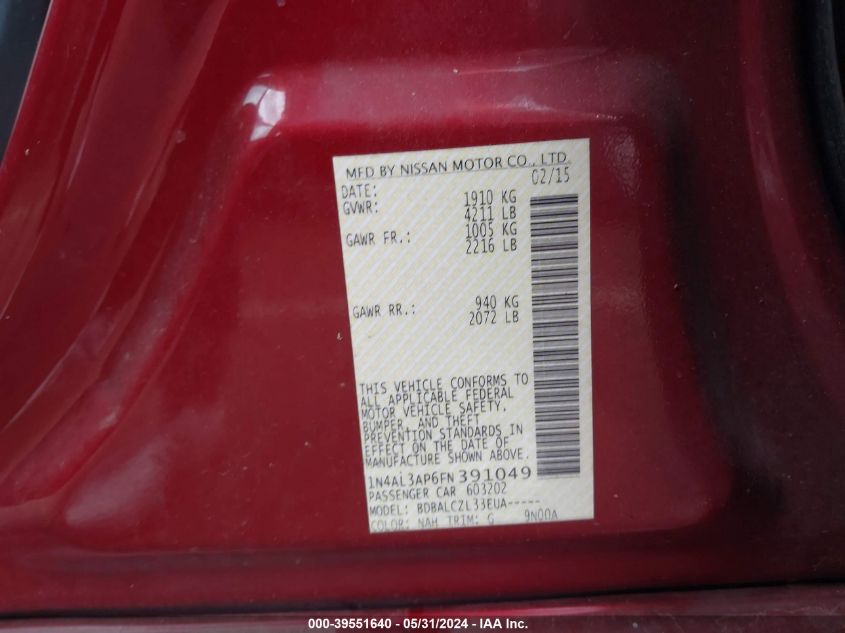 MFD BY NISSAN MOTOR CO., LTD.
DATE: 02/15
GVWR: 1910 KG
4211 LB
GAWR FR.: 1005 KG
2216 LB
GAWR RR.: 940 KG
2072 LB
THIS VEHICLE CONFORMS TO
ALL APPLICABLE FEDERAL
MOTOR VEHICLE SAFETY,
BUMPER, AND THEFT
PREVENTION STANDARDS IN
EFFECT ON THE DATE OF
MANUFACTURE SHOWN ABOVE.
1N4AL3AP6FN391049
PASSENGER CAR 603202
MODEL: BDBALCZL33EUA-----
COLOR: NAH TRIM: G 9N00A
000-39551640 - 05/31/2024 - IAA Inc.